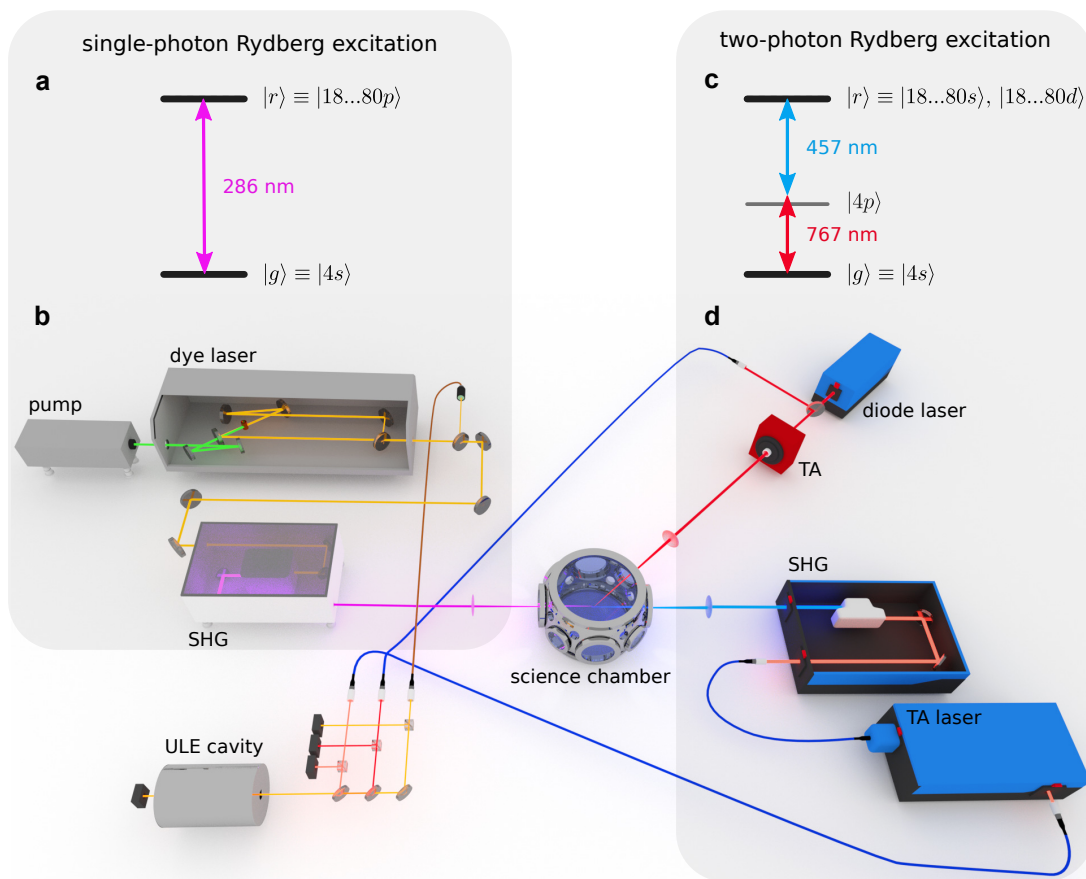 single-photon Rydberg excitation
a
|r⟩ ≡ |18...80p⟩
286 nm
|g⟩ ≡ |4s⟩
b
dye laser
pump
SHG
ULE cavity
science chamber
two-photon Rydberg excitation
c
|r⟩ ≡ |18...80s⟩, |18...80d⟩
457 nm
|4p⟩
767 nm
|g⟩ ≡ |4s⟩
d
diode laser
TA
SHG
TA laser